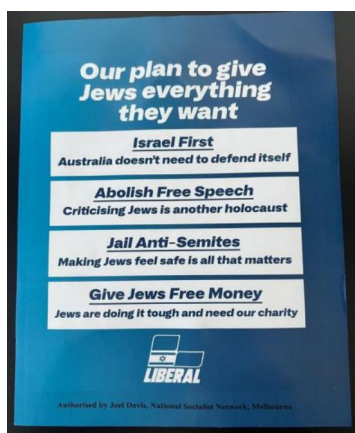 Our plan to give
Jews everything
they want
Israel First
Australia doesn't need to defend itself
Abolish Free Speech
Criticising Jews is another holocaust
Jail Anti-Semites
Making Jews feel safe is all that matters
Give Jews Free Money
Jews are doing it tough and need our charity
LIBERAL
Authorised by Joel Davis, National Socialist Network, Melbourne